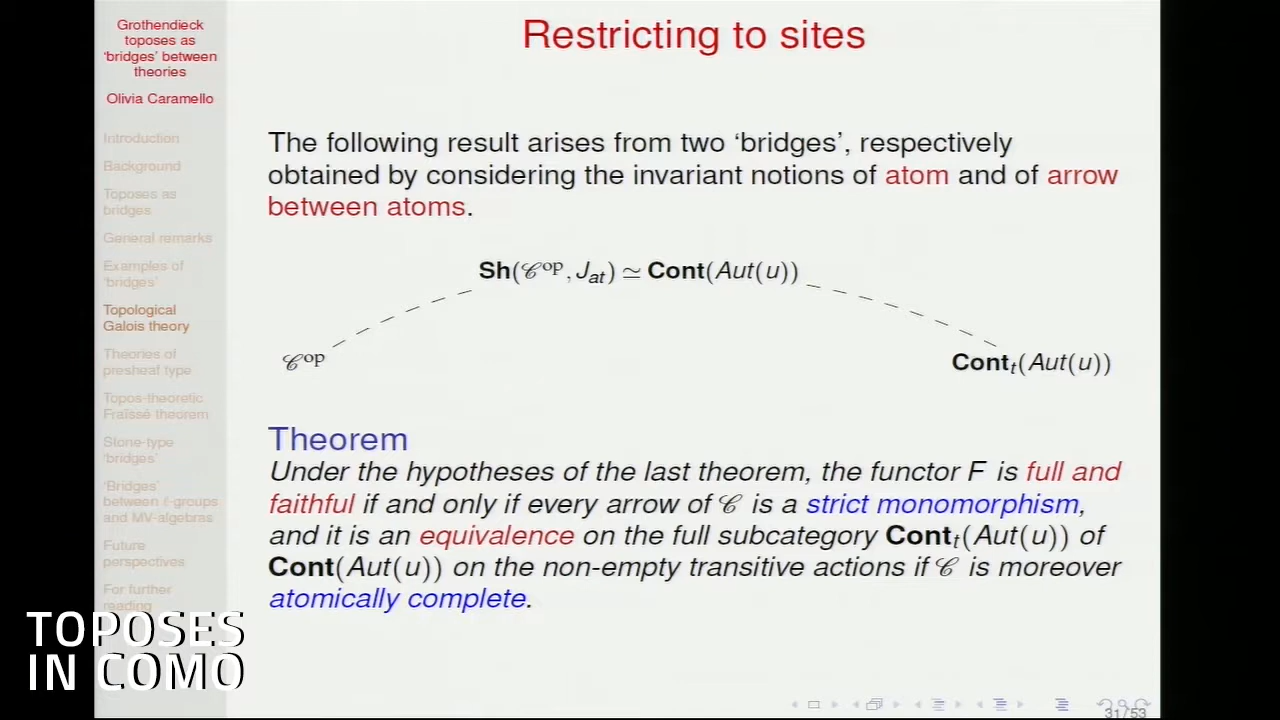 Grothendieck
toposes as
‘bridges’ between
theories
Olivia Caramello
Introduction
Background
Toposes as
bridges
General remarks
Examples of
‘bridges’
Topological
Galois theory
Theories of
presheaf type
Topos-theoretic
Fraïssé theorem
Stone-type
‘bridges’
‘Bridges’
between ℓ-groups
and MV-algebras
Future
perspectives
For further
reading
Restricting to sites
The following result arises from two ‘bridges’, respectively
obtained by considering the invariant notions of atom and of arrow
between atoms.
Sh(𝒞ᵒᵖ, J_at) ≃ Cont(Aut(u))
𝒞ᵒᵖ
Cont_t(Aut(u))
Theorem
Under the hypotheses of the last theorem, the functor F is full and
faithful if and only if every arrow of 𝒞 is a strict monomorphism,
and it is an equivalence on the full subcategory Cont_t(Aut(u)) of
Cont(Aut(u)) on the non-empty transitive actions if 𝒞 is moreover
atomically complete.
TOPOSES
IN COMO
31/53